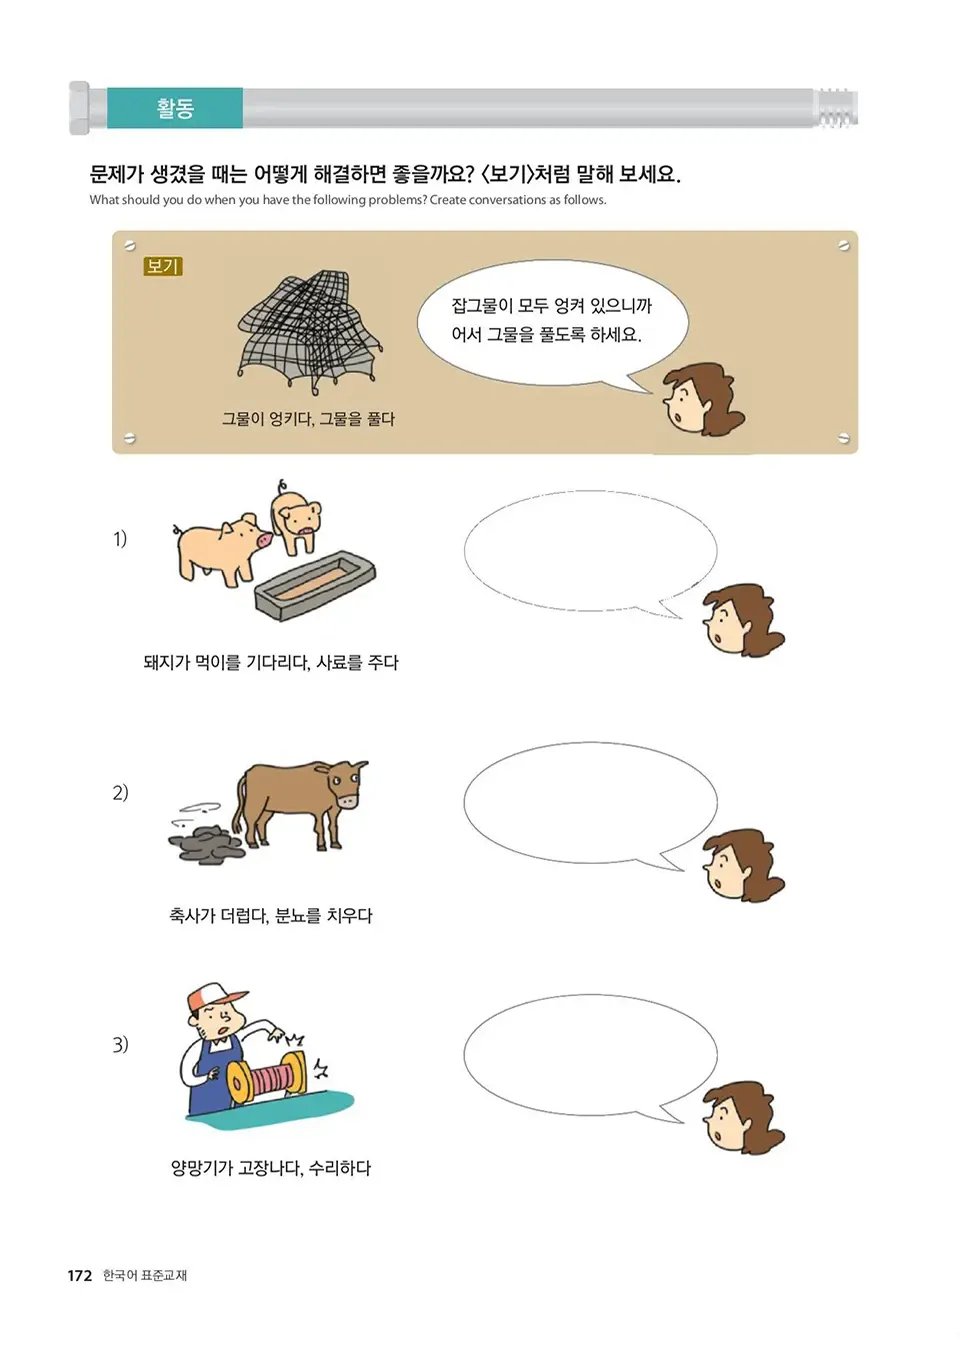 활동
문제가 생겼을 때는 어떻게 해결하면 좋을까요? 〈보기〉처럼 말해 보세요.
What should you do when you have the following problems? Create conversations as follows.
보기
잡그물이 모두 엉켜 있으니까
어서 그물을 풀도록 하세요.
그물이 엉키다, 그물을 풀다
1)
돼지가 먹이를 기다리다, 사료를 주다
2)
축사가 더럽다, 분뇨를 치우다
3)
양망기가 고장나다, 수리하다
172 한국어 표준교재